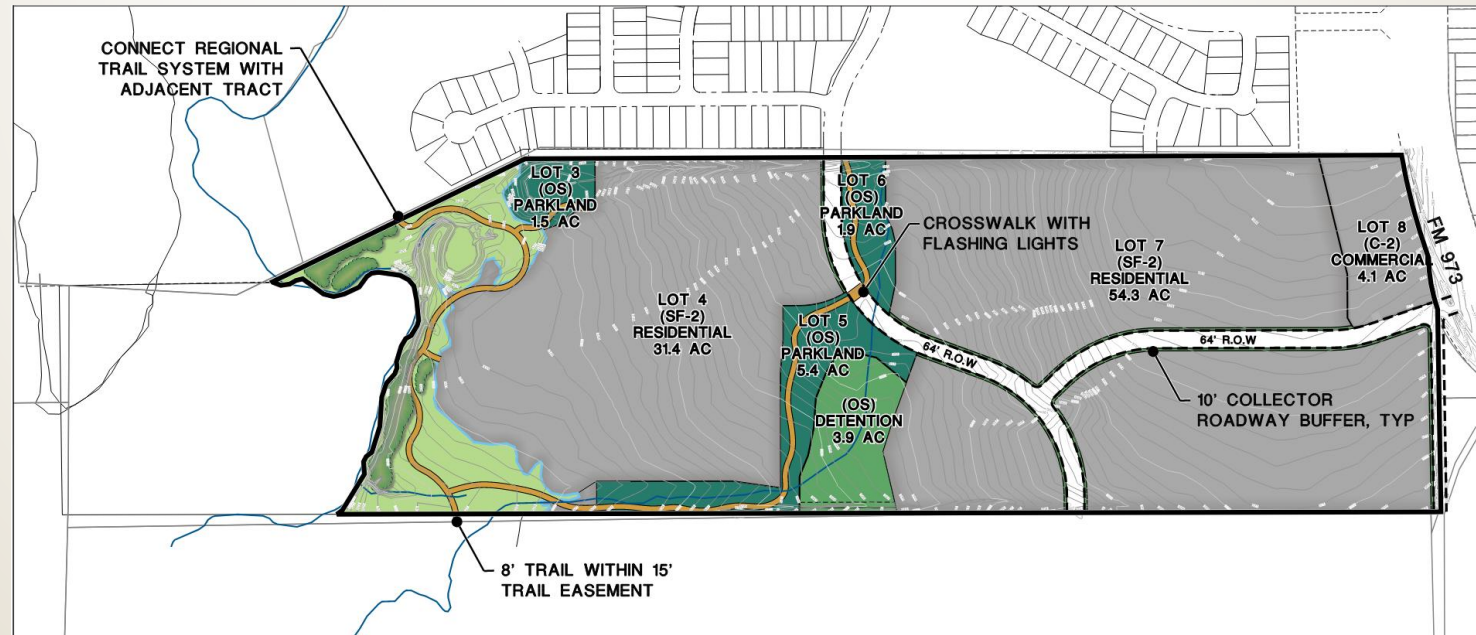 CONNECT REGIONAL
TRAIL SYSTEM WITH
ADJACENT TRACT
LOT 3
(OS)
PARKLAND
1.5 AC
LOT 6
(OS)
PARKLAND
1.9 AC
CROSSWALK WITH
FLASHING LIGHTS
LOT 7
(SF-2)
RESIDENTIAL
54.3 AC
LOT 8
(C-2)
COMMERCIAL
4.1 AC
FM 973
LOT 4
(SF-2)
RESIDENTIAL
31.4 AC
LOT 5
(OS)
PARKLAND
5.4 AC
64' R.O.W
64' R.O.W
(OS)
DETENTION
3.9 AC
10' COLLECTOR
ROADWAY BUFFER, TYP
8' TRAIL WITHIN 15'
TRAIL EASEMENT